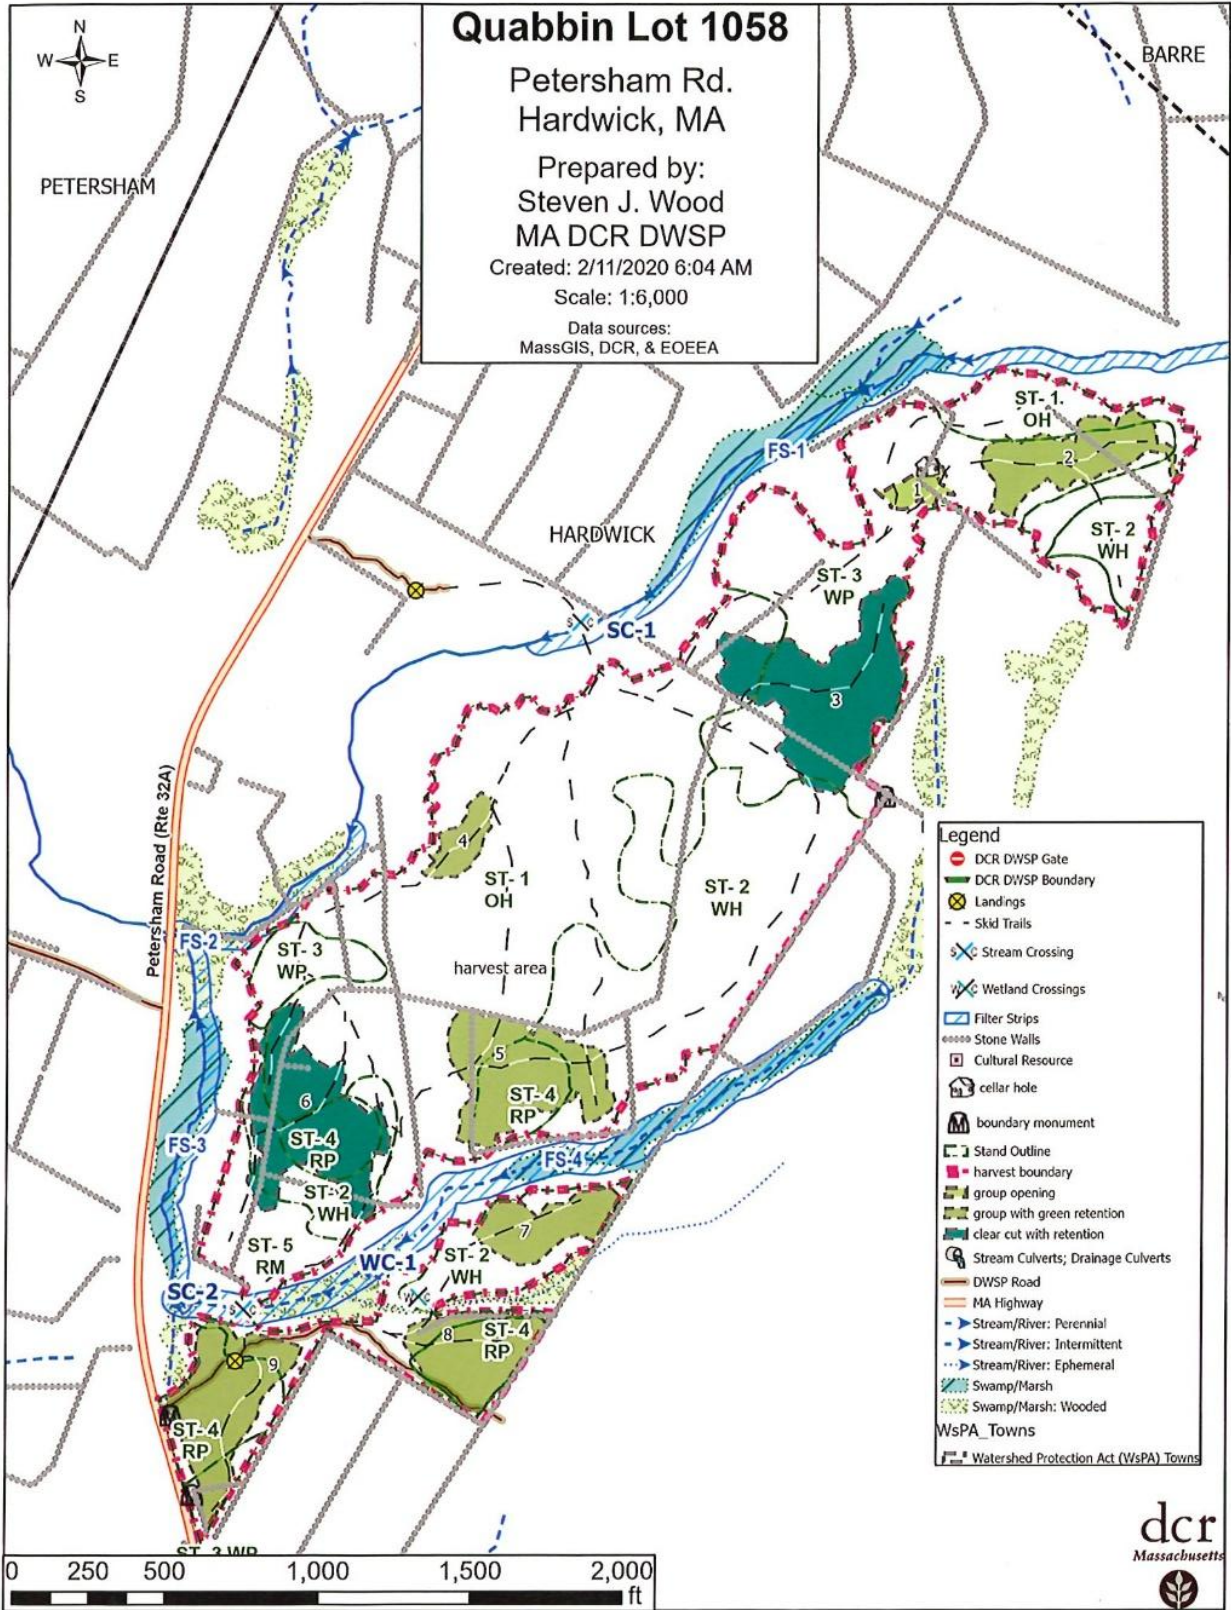 Quabbin Lot 1058
Petersham Rd.
Hardwick, MA
Prepared by:
Steven J. Wood
MA DCR DWSP
Created: 2/11/2020 6:04 AM
Scale: 1:6,000
Data sources:
MassGIS, DCR, & EOEEA
N
W E
S
BARRE
PETERSHAM
HARDWICK
ST-1
OH
2
FS-1
1
ST-2
WH
ST-3
WP
S C
SC-1
3
Petersham Road (Rte 32A)
4
ST-1
OH
ST-2
WH
FS-2
ST-3
WP
harvest area
5
ST-4
RP
6
ST-4
RP
FS-3
FS-4
ST-2
WH
7
ST-5
RM
WC-1
ST-2
WH
SC-2
S C
W C
8
ST-4
RP
9
ST-4
RP
ST-3 WP
Legend
DCR DWSP Gate
DCR DWSP Boundary
Landings
Skid Trails
S C Stream Crossing
W C Wetland Crossings
Filter Strips
Stone Walls
Cultural Resource
cellar hole
boundary monument
Stand Outline
harvest boundary
group opening
group with green retention
clear cut with retention
Stream Culverts; Drainage Culverts
DWSP Road
MA Highway
Stream/River: Perennial
Stream/River: Intermittent
Stream/River: Ephemeral
Swamp/Marsh
Swamp/Marsh: Wooded
WsPA_Towns
Watershed Protection Act (WsPA) Towns
dcr
Massachusetts
0 250 500 1,000 1,500 2,000
ft